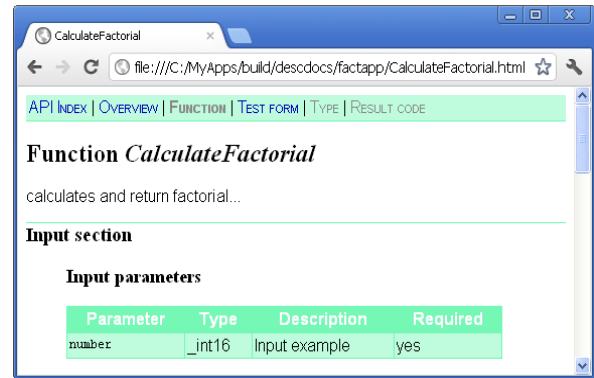 CalculateFactorial
file:///C:/MyApps/build/descdocs/factapp/CalculateFactorial.html
API INDEX | OVERVIEW | FUNCTION | TEST FORM | TYPE | RESULT CODE
Function CalculateFactorial
calculates and return factorial...
Input section
Input parameters
Parameter Type Description Required
number _int16 Input example yes